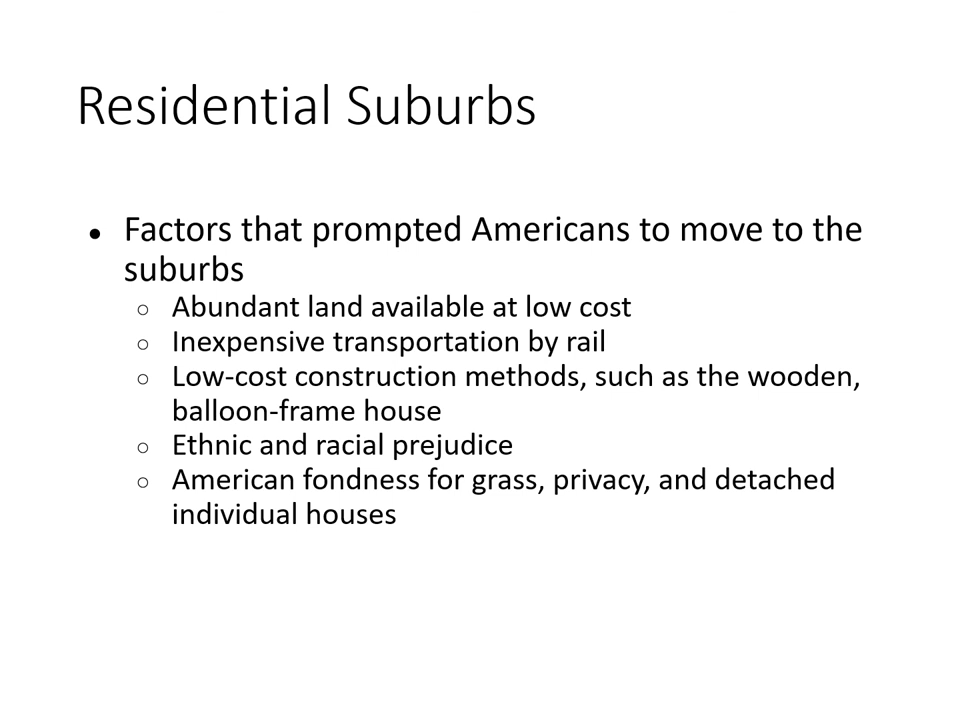 Residential Suburbs
● Factors that prompted Americans to move to the
suburbs
○ Abundant land available at low cost
○ Inexpensive transportation by rail
○ Low-cost construction methods, such as the wooden,
balloon-frame house
○ Ethnic and racial prejudice
○ American fondness for grass, privacy, and detached
individual houses